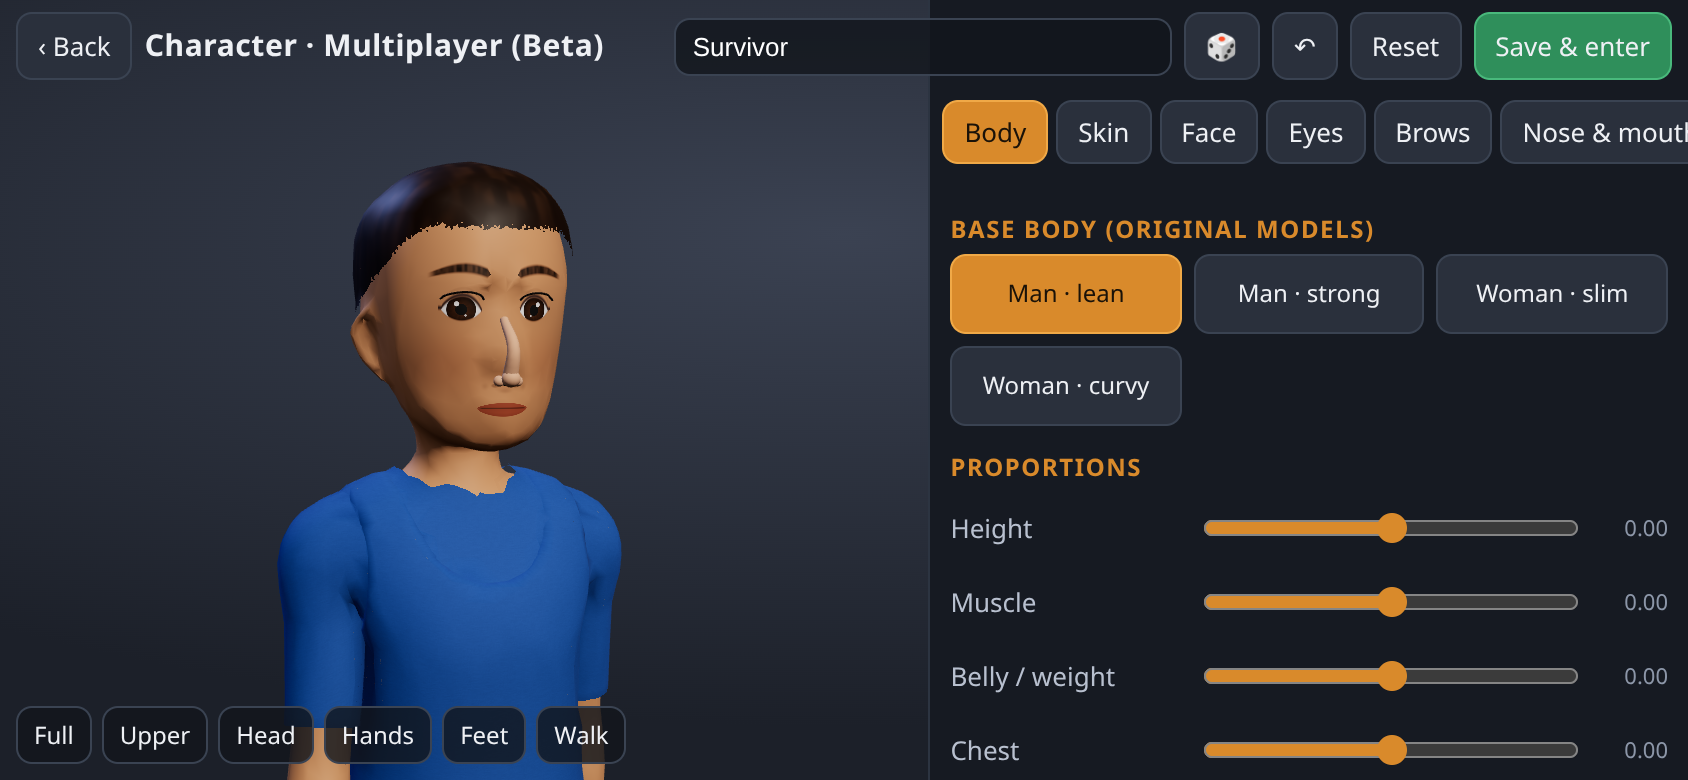 ‹ Back
Character · Multiplayer (Beta)
Survivor
↶
Reset
Save & enter
Body
Skin
Face
Eyes
Brows
Nose & mouth
BASE BODY (ORIGINAL MODELS)
Man · lean
Man · strong
Woman · slim
Woman · curvy
PROPORTIONS
Height 0.00
Muscle 0.00
Belly / weight 0.00
Chest 0.00
Full
Upper
Head
Hands
Feet
Walk